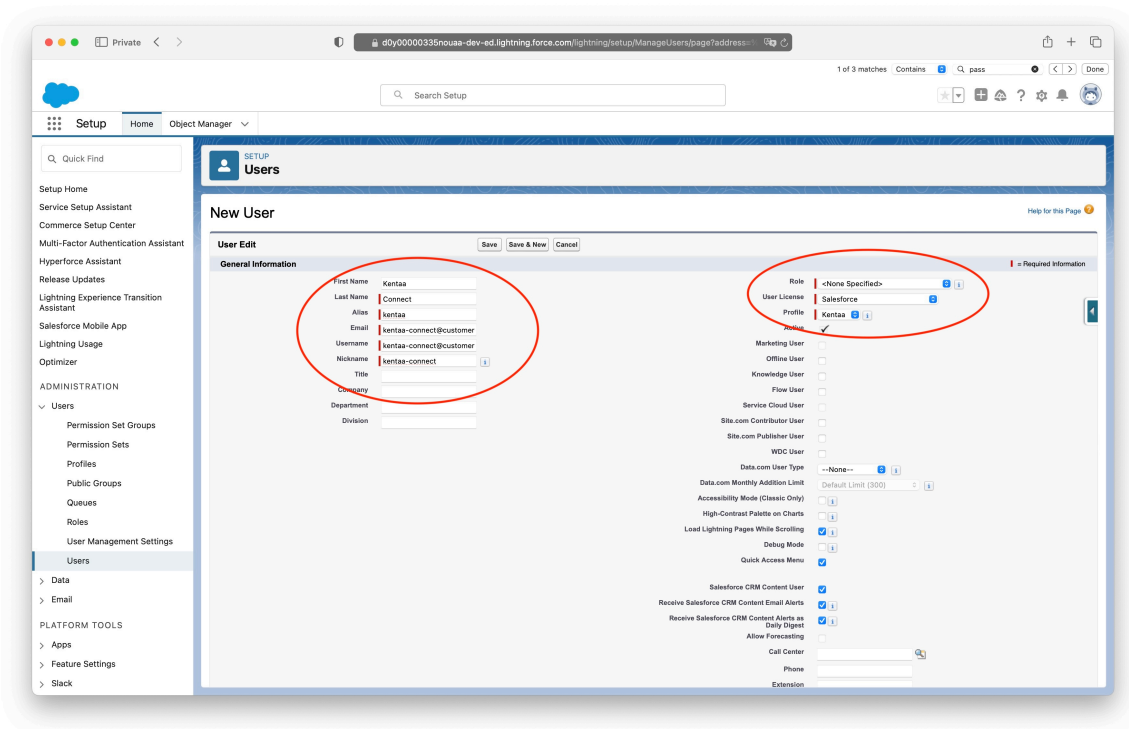 Private
d0y00000335nouaa-dev-ed.lightning.force.com/lightning/setup/ManageUsers/page?address=
1 of 3 matches Contains pass Done
Search Setup
Setup Home Object Manager
Quick Find
Setup Home
Service Setup Assistant
Commerce Setup Center
Multi-Factor Authentication Assistant
Hyperforce Assistant
Release Updates
Lightning Experience Transition
Assistant
Salesforce Mobile App
Lightning Usage
Optimizer
ADMINISTRATION
Users
Permission Set Groups
Permission Sets
Profiles
Public Groups
Queues
Roles
User Management Settings
Users
Data
Email
PLATFORM TOOLS
Apps
Feature Settings
Slack
SETUP
Users
New User
Help for this Page ?
User Edit Save Save & New Cancel
General Information
= Required Information
First Name Kentaa
Last Name Connect
Alias kentaa
Email kentaa-connect@customer
Username kentaa-connect@customer
Nickname kentaa-connect i
Title
Company
Department
Division
Role <None Specified> i
User License Salesforce
Profile Kentaa i
Active
Marketing User
Offline User
Knowledge User
Flow User
Service Cloud User
Site.com Contributor User
Site.com Publisher User
WDC User
Data.com User Type --None-- i
Data.com Monthly Addition Limit Default Limit (300) i
Accessibility Mode (Classic Only) i
High-Contrast Palette on Charts i
Load Lightning Pages While Scrolling i
Debug Mode i
Quick Access Menu
Salesforce CRM Content User
Receive Salesforce CRM Content Email Alerts i
Receive Salesforce CRM Content Alerts as
Daily Digest i
Allow Forecasting
Call Center
Phone
Extension